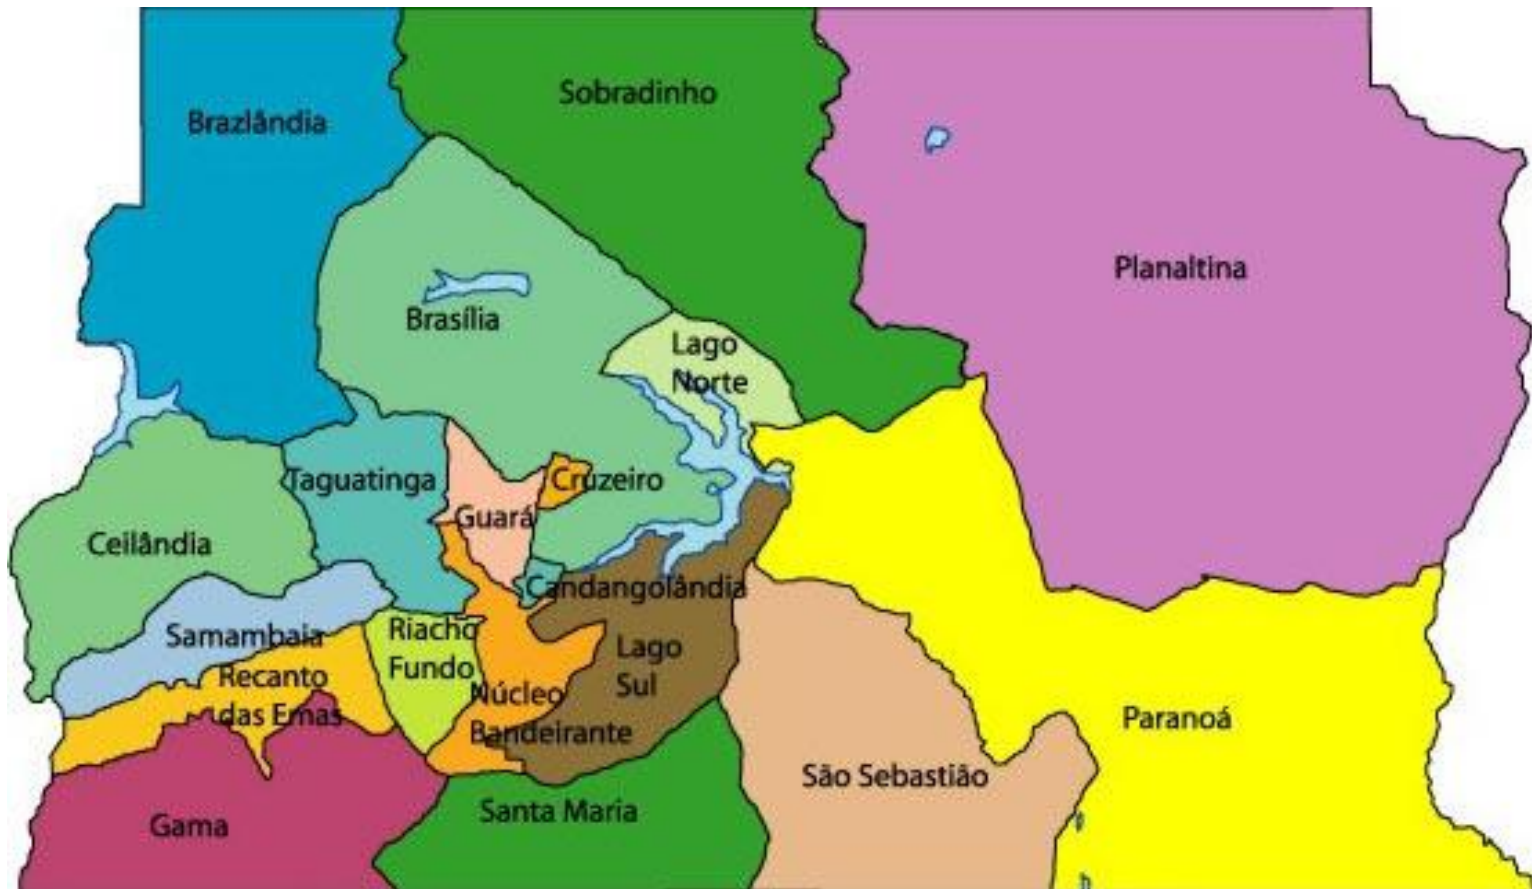 Sobradinho
Brazlândia
Planaltina
Brasília
Lago
Norte
Taguatinga
Cruzeiro
Guará
Ceilândia
Candangolândia
Samambaia
Riacho
Fundo
Lago
Sul
Recanto
das Emas
Núcleo
Bandeirante
Paranoá
São Sebastião
Santa Maria
Gama